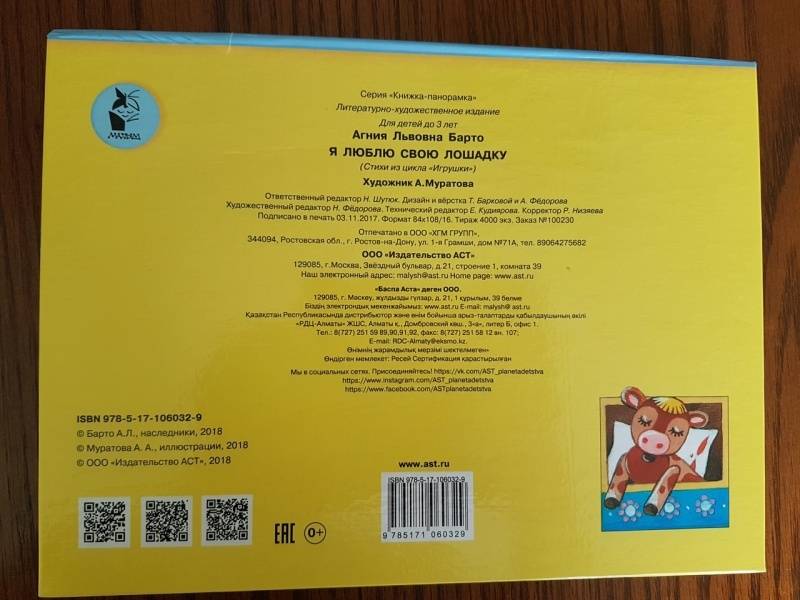 Серия «Книжка-панорамка»
Литературно-художественное издание
Для детей до 3 лет
Агния Львовна Барто
Я ЛЮБЛЮ СВОЮ ЛОШАДКУ
(Стихи из цикла «Игрушки»)
Художник А.Муратова
Ответственный редактор Н. Шутюк. Дизайн и вёрстка Т. Барковой и А. Фёдорова
Художественный редактор Н. Фёдорова. Технический редактор Е. Кудиярова. Корректор Р. Низяева
Подписано в печать 03.11.2017. Формат 84х108/16. Тираж 4000 экз. Заказ №100230
Отпечатано в ООО «ХГМ ГРУПП»,
344094, Ростовская обл., г. Ростов-на-Дону, ул. 1-я Грамши, дом №71А, тел. 89064275682
ООО «Издательство АСТ»
129085, г.Москва, Звёздный бульвар, д.21, строение 1, комната 39
Наш электронный адрес: malysh@ast.ru Home page: www.ast.ru
«Баспа Аста» деген ООО.
129085, г. Мәскеу, жұлдызды гүлзар, д. 21, 1 құрылым, 39 бөлме
Біздің электрондық мекенжайымыз: www.ast.ru E-mail: malysh@ast.ru
Қазақстан Республикасында дистрибьютор және өнім бойынша арыз-талаптарды қабылдаушының өкілі
«РДЦ-Алматы» ЖШС, Алматы қ., Домбровский көш., 3«а», литер Б, офис 1.
Тел.: 8(727) 251 59 89,90,91,92, факс: 8 (727) 251 58 12 вн. 107;
E-mail: RDC-Almaty@eksmo.kz.
Өнімнің жарамдылық мерзімі шектелмеген
Өндірген мемлекет: Ресей Сертификация қарастырылған
Мы в социальных сетях. Присоединяйтесь! https://vk.com/AST_planetadetstva
https://www.instagram.com/AST_planetadetstva
https://www.facebook.com/ASTplanetadetstva
ISBN 978-5-17-106032-9
© Барто А.Л., наследники, 2018
© Муратова А. А., иллюстрации, 2018
© ООО «Издательство АСТ», 2018
www.ast.ru
ISBN 978-5-17-106032-9
9 785171 060329
ЕАС
0+